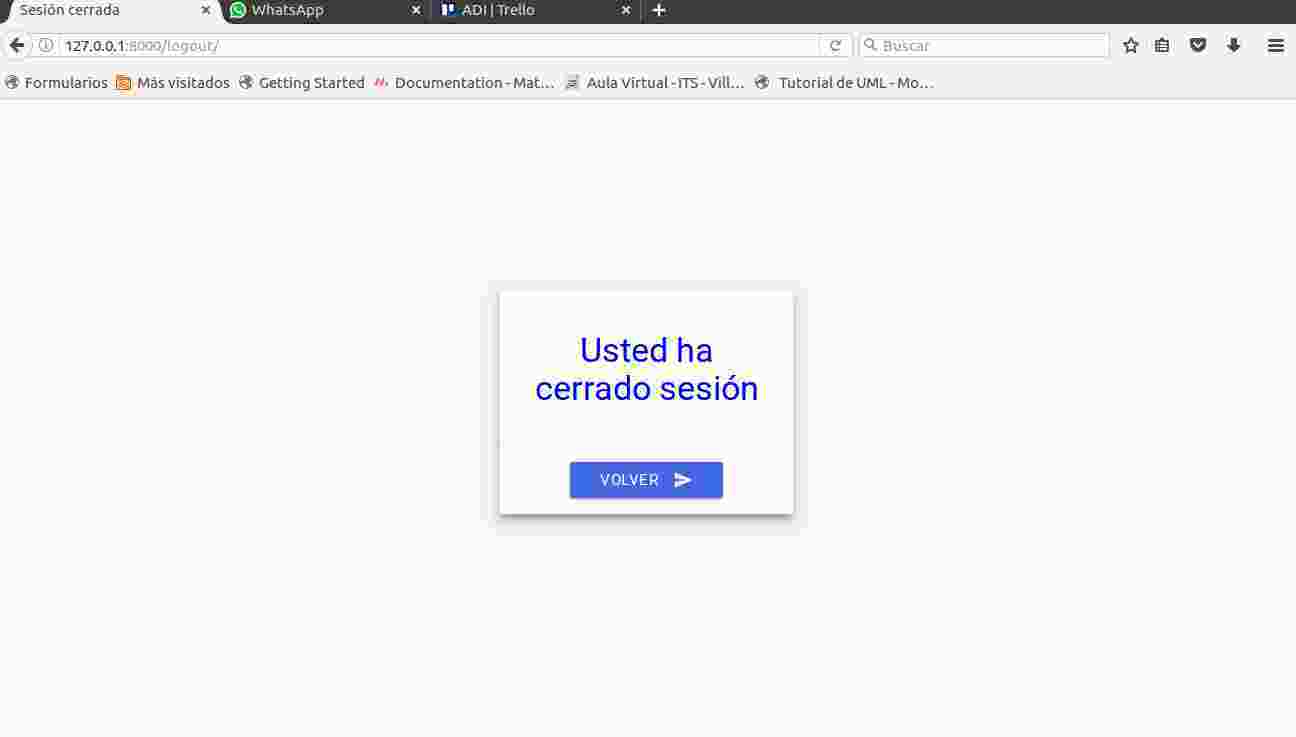 Sesión cerrada
WhatsApp
ADI | Trello
127.0.0.1:8000/logout/
Buscar
Formularios
Más visitados
Getting Started
Documentation - Mat...
Aula Virtual - ITS - Vill...
Tutorial de UML - Mo...
Usted ha
cerrado sesión
VOLVER